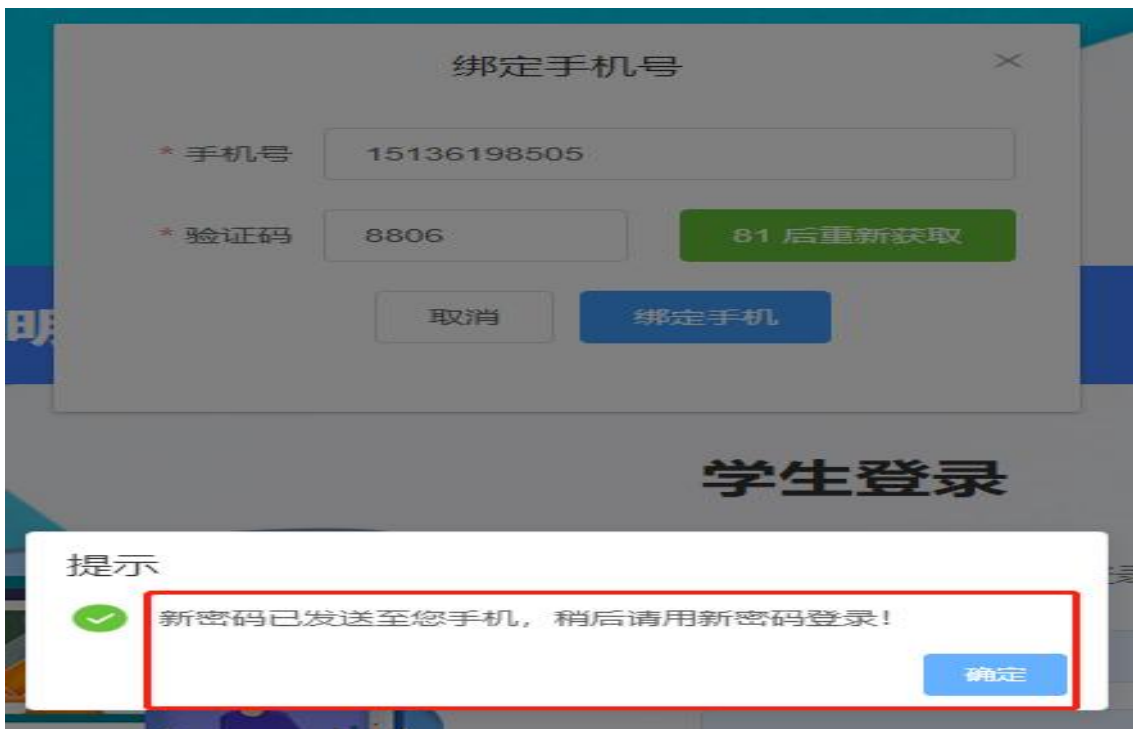 绑定手机号
* 手机号 15136198505
* 验证码 8806 81 后重新获取
取消 绑定手机
明
学生登录
提示
新密码已发送至您手机，稍后请用新密码登录！
确定